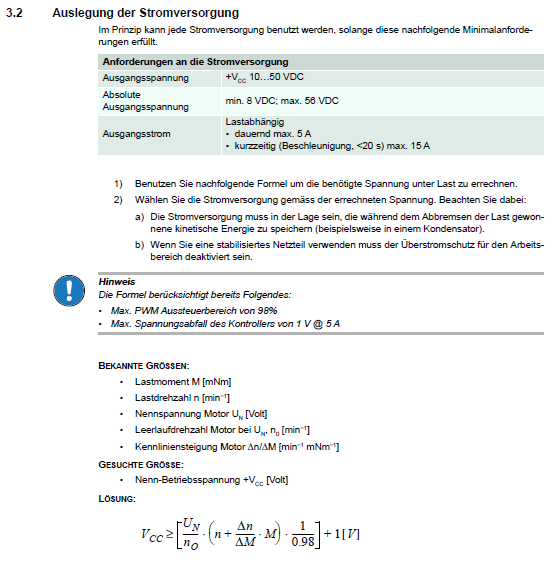 3.2 Auslegung der Stromversorgung
Im Prinzip kann jede Stromversorgung benutzt werden, solange diese nachfolgende Minimalanforde-
rungen erfüllt.
Anforderungen an die Stromversorgung
Ausgangsspannung +Vcc 10...50 VDC
Absolute
Ausgangsspannung min. 8 VDC; max. 56 VDC
Ausgangsstrom Lastabhängig
• dauernd max. 5 A
• kurzzeitig (Beschleunigung, <20 s) max. 15 A
1) Benutzen Sie nachfolgende Formel um die benötigte Spannung unter Last zu errechnen.
2) Wählen Sie die Stromversorgung gemäss der errechneten Spannung. Beachten Sie dabei:
a) Die Stromversorgung muss in der Lage sein, die während dem Abbremsen der Last gewon-
nene kinetische Energie zu speichern (beispielsweise in einem Kondensator).
b) Wenn Sie eine stabilisiertes Netzteil verwenden muss der Überstromschutz für den Arbeits-
bereich deaktiviert sein.
Hinweis
Die Formel berücksichtigt bereits Folgendes:
• Max. PWM Aussteuerbereich von 98%
• Max. Spannungsabfall des Kontrollers von 1 V @ 5 A
BEKANNTE GRÖSSEN:
• Lastmoment M [mNm]
• Lastdrehzahl n [min⁻¹]
• Nennspannung Motor U_N [Volt]
• Leerlaufdrehzahl Motor bei U_N, n₀ [min⁻¹]
• Kennliniensteigung Motor Δn/ΔM [min⁻¹ mNm⁻¹]
GESUCHTE GRÖSSE:
• Nenn-Betriebsspannung +Vcc [Volt]
LÖSUNG:
V_CC ≥ [U_N/n_O · (n + Δn/ΔM · M) · 1/0.98] + 1[V]